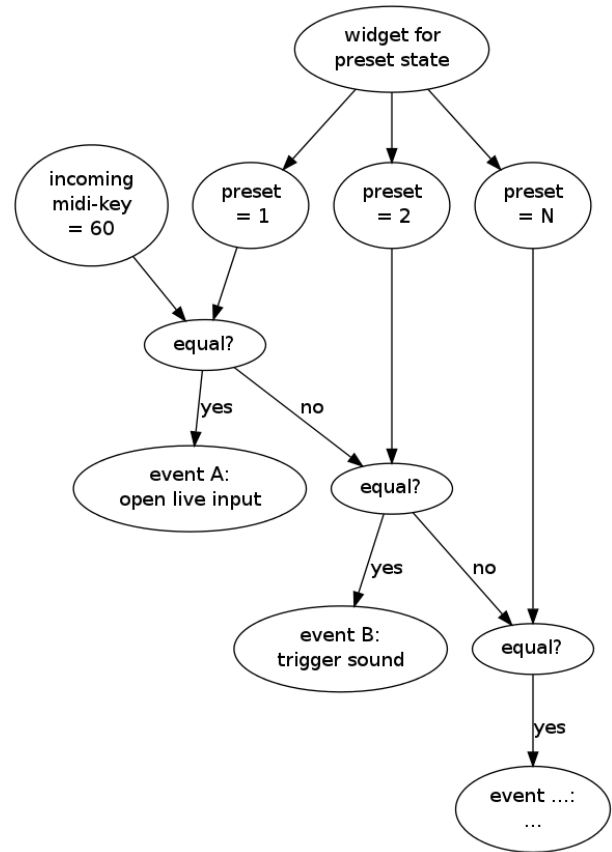 widget for
preset state
incoming
midi-key
= 60
preset
= 1
preset
= 2
preset
= N
equal?
yes
no
event A:
open live input
equal?
yes
no
event B:
trigger sound
equal?
yes
event ...:
...